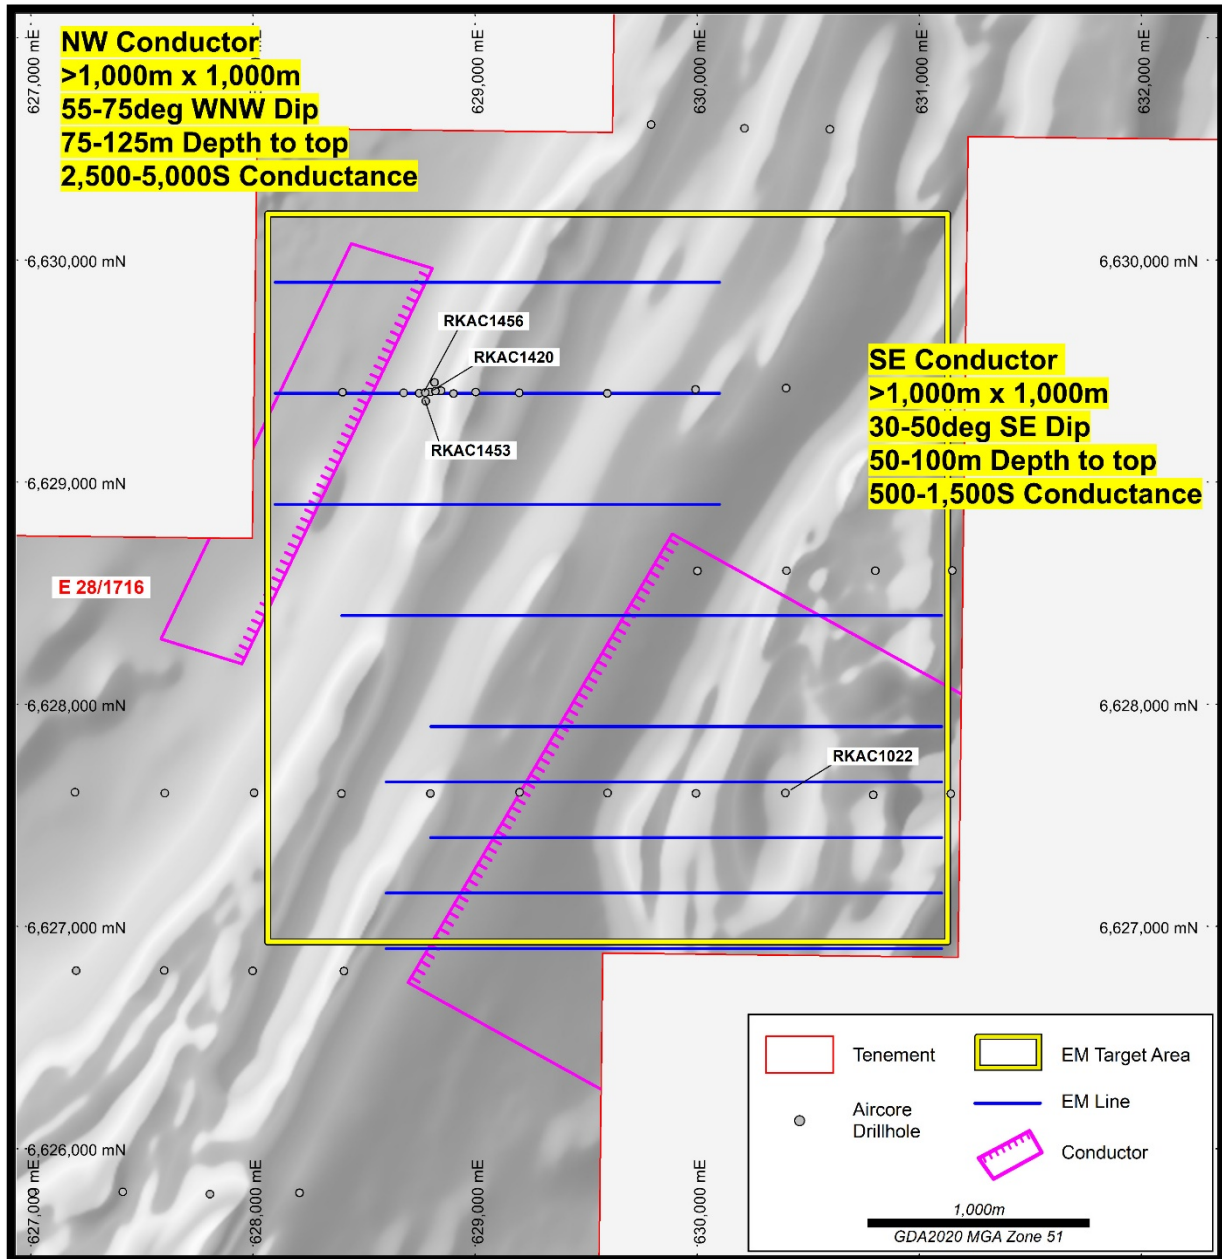 627,000 mE
629,000 mE
630,000 mE
631,000 mE
632,000 mE
NW Conductor
>1,000m x 1,000m
55-75deg WNW Dip
75-125m Depth to top
2,500-5,000S Conductance
6,630,000 mN
6,630,000 mN
RKAC1456
RKAC1420
RKAC1453
SE Conductor
>1,000m x 1,000m
30-50deg SE Dip
50-100m Depth to top
500-1,500S Conductance
6,629,000 mN
E 28/1716
6,628,000 mN
6,628,000 mN
RKAC1022
6,627,000 mN
6,627,000 mN
6,626,000 mN
627,000 mE
628,000 mE
629,000 mE
630,000 mE
Tenement
EM Target Area
Aircore
Drillhole
EM Line
Conductor
1,000m
GDA2020 MGA Zone 51